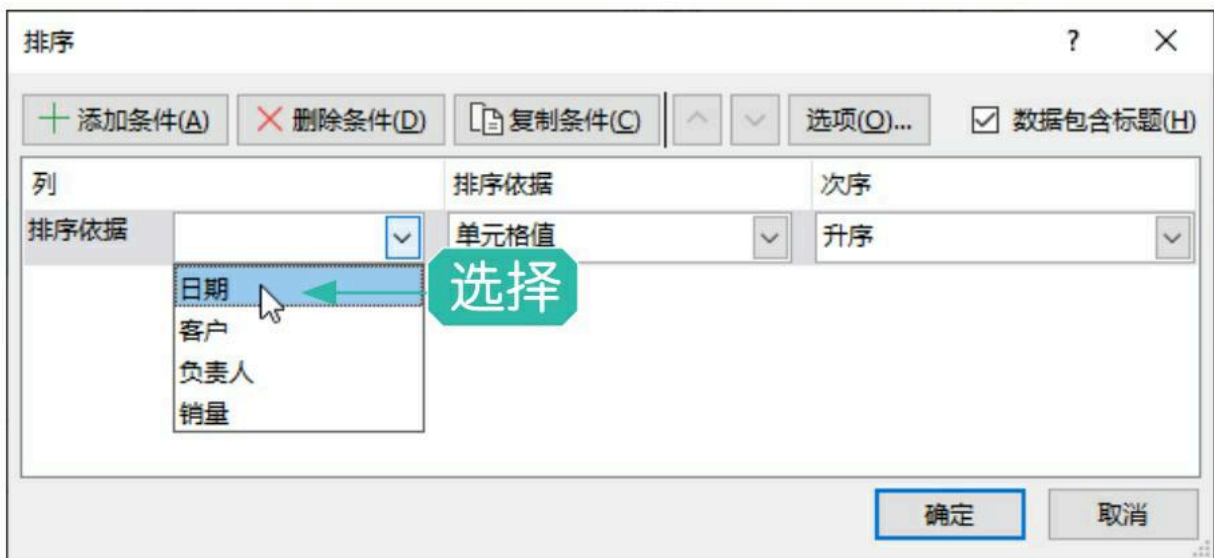 排序 ?
添加条件(A) 删除条件(D) 复制条件(C) 选项(O)... 数据包含标题(H)
列 排序依据 次序
排序依据 单元格值 升序
日期 选择
客户
负责人
销量
确定 取消